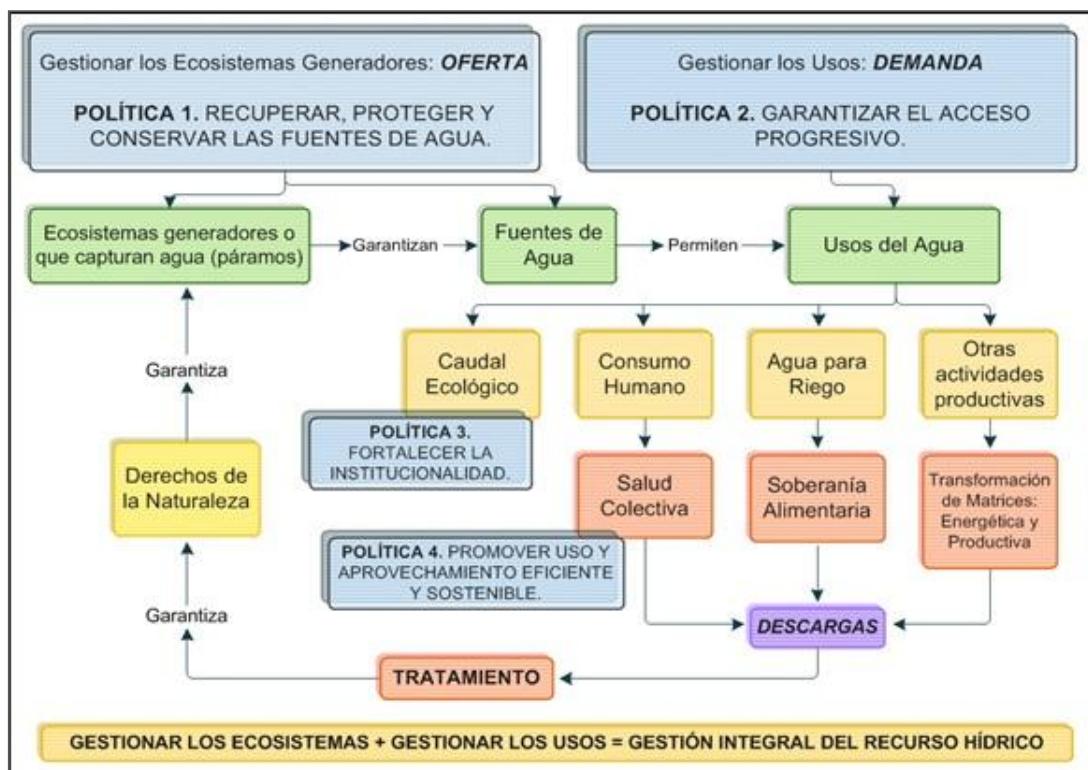 Gestionar los Ecosistemas Generadores: OFERTA
POLÍTICA 1. RECUPERAR, PROTEGER Y
CONSERVAR LAS FUENTES DE AGUA.
Gestionar los Usos: DEMANDA
POLÍTICA 2. GARANTIZAR EL ACCESO
PROGRESIVO.
Ecosistemas generadores o
que capturan agua (páramos)
Garantizan
Fuentes de
Agua
Permiten
Usos del Agua
Caudal
Ecológico
Consumo
Humano
Agua para
Riego
Otras
actividades
productivas
Garantiza
POLÍTICA 3.
FORTALECER LA
INSTITUCIONALIDAD.
Derechos de
la Naturaleza
Salud
Colectiva
Soberanía
Alimentaria
Transformación
de Matrices:
Energética y
Productiva
POLÍTICA 4. PROMOVER USO Y
APROVECHAMIENTO EFICIENTE
Y SOSTENIBLE.
Garantiza
DESCARGAS
TRATAMIENTO
GESTIONAR LOS ECOSISTEMAS + GESTIONAR LOS USOS = GESTIÓN INTEGRAL DEL RECURSO HÍDRICO